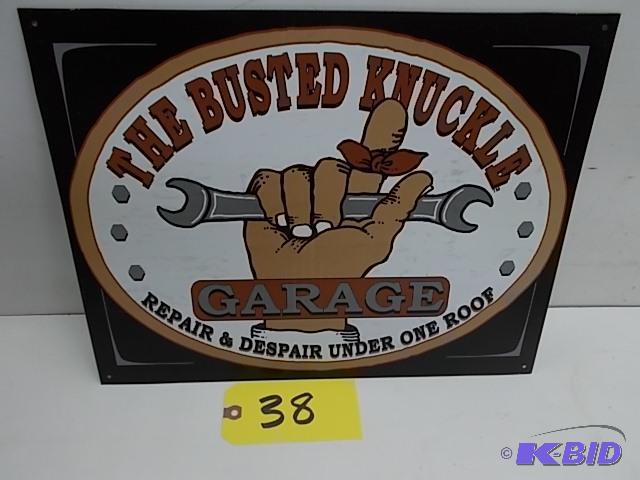 THE BUSTED KNUCKLE
GARAGE
REPAIR & DESPAIR UNDER ONE ROOF
38
© K-BID